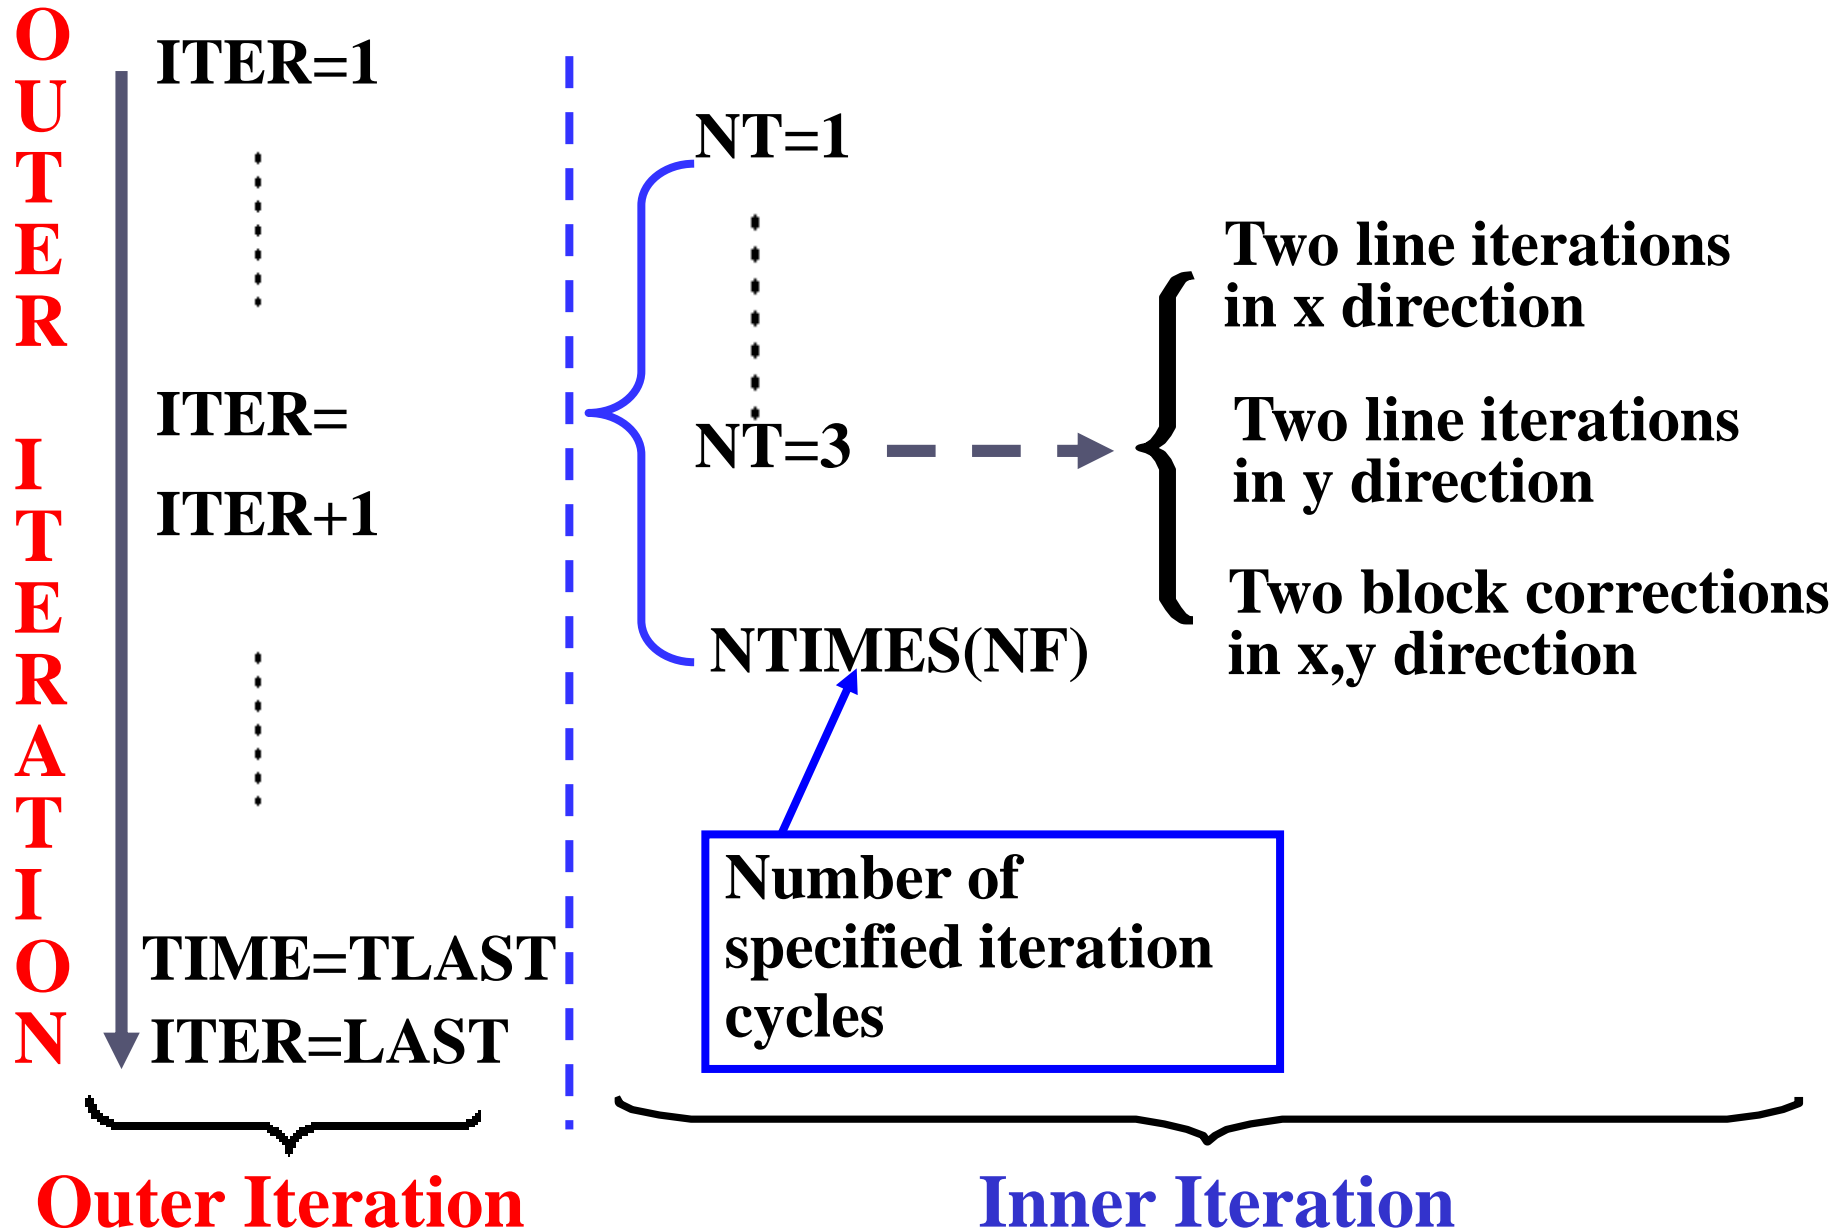 OUTER ITERATION
ITER=1
ITER=
ITER+1
TIME=TLAST
ITER=LAST
NT=1
NT=3
NTIMES(NF)
Two line iterations
in x direction
Two line iterations
in y direction
Two block corrections
in x,y direction
Number of
specified iteration
cycles
Outer Iteration
Inner Iteration